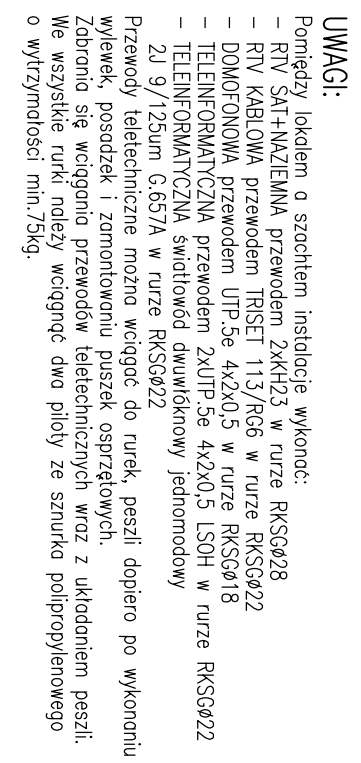 UWAGI:
Pomiędzy lokalem a szachtem instalacje wykonać:
- RTV SAT+NAZIEMNA przewodem 2xKH23 w rurze RKSGØ28
- RTV KABLOWA przewodem TRISET 113/RG6 w rurze RKSGØ22
- DOMOFONOWA przewodem UTP.5e 4x2x0,5 w rurze RKSGØ18
- TELEINFORMATYCZNA przewodem 2xUTP.5e 4x2x0,5 LSOH w rurze RKSGØ22
- TELEINFORMATYCZNA światłowód dwuwłóknowy jednomodowy
2J 9/125um G.657A w rurze RKSGØ22
Przewody teletechniczne można wciągać do rurek, peszli dopiero po wykonaniu
wylewek, posadzek i zamontowaniu puszek osprzętowych.
Zabrania się wciągania przewodów teletechnicznych wraz z układaniem peszli.
We wszystkie rurki należy wciągnąć dwa piloty ze sznurka polipropylenowego
o wytrzymałości min.75kg.